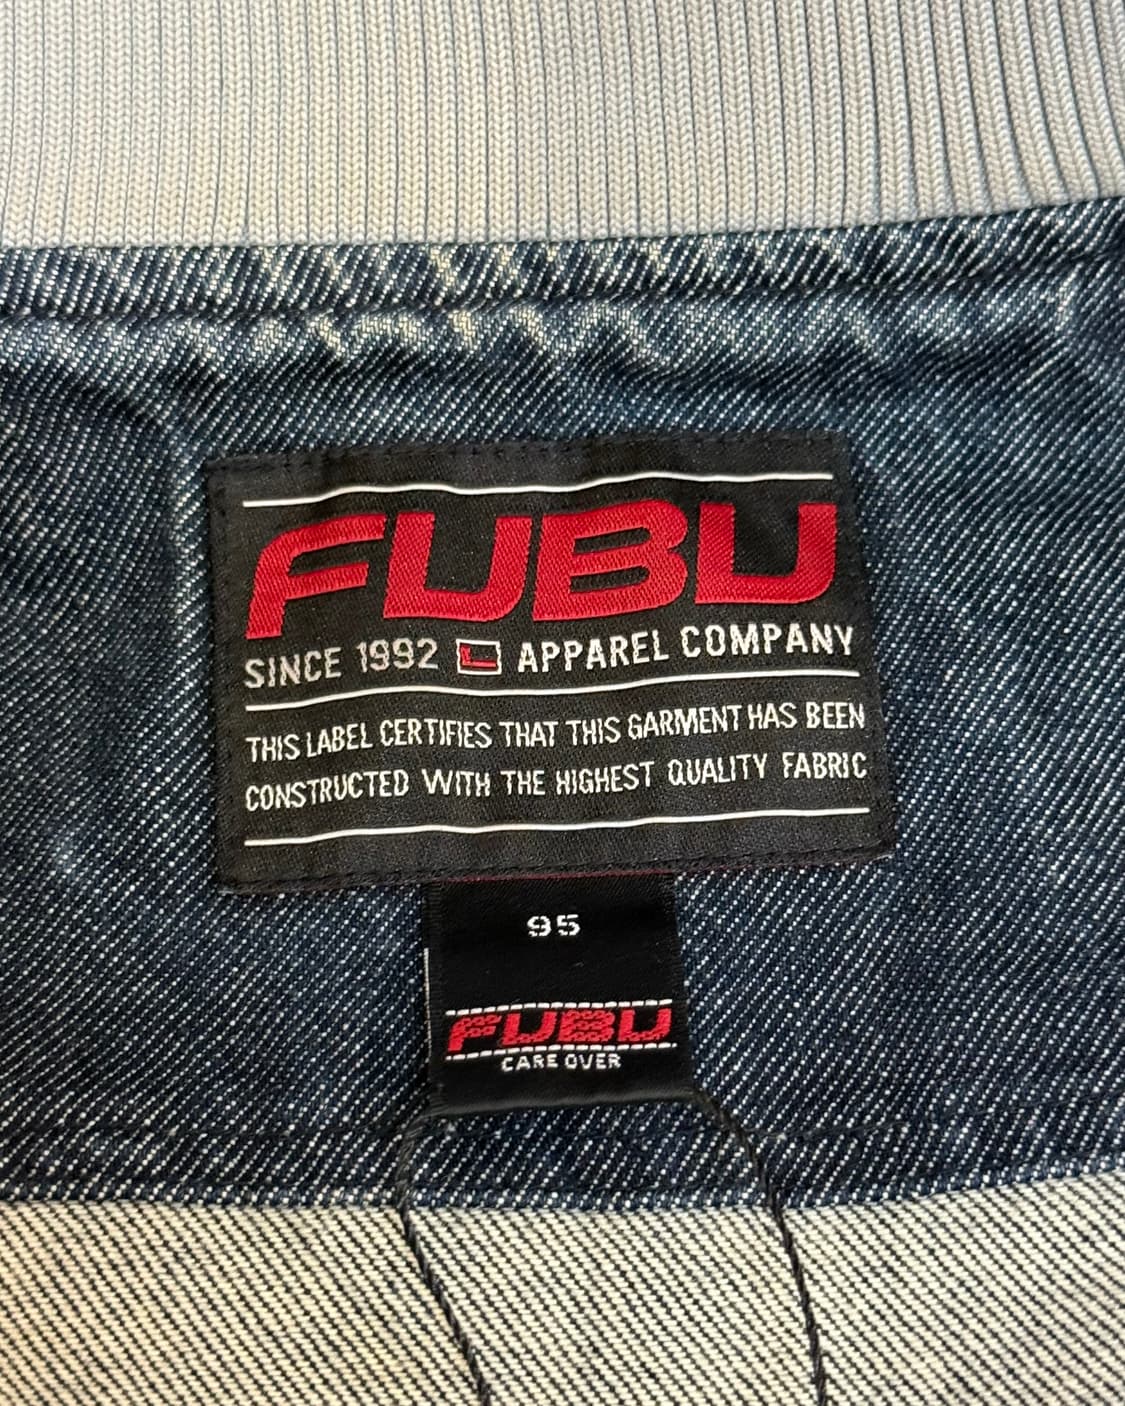 FUBU
SINCE 1992 APPAREL COMPANY
THIS LABEL CERTIFIES THAT THIS GARMENT HAS BEEN
CONSTRUCTED WITH THE HIGHEST QUALITY FABRIC
95
FUBU
CARE OVER